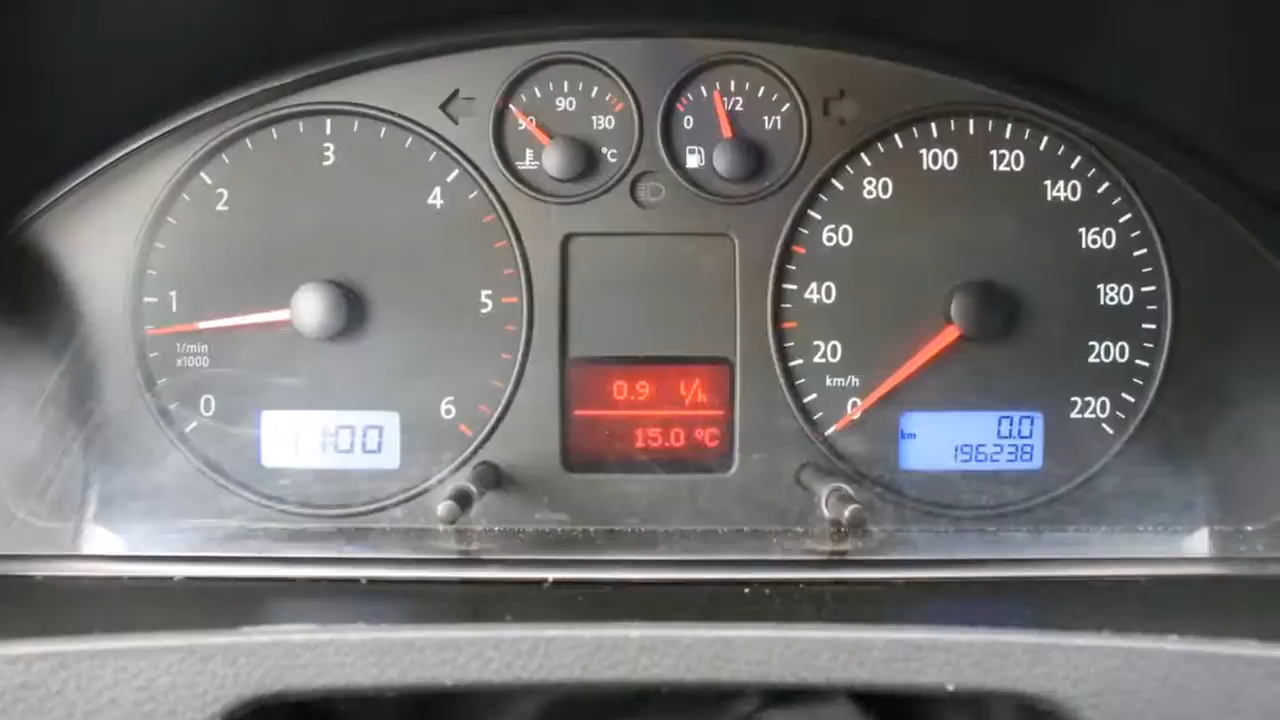 50 90 130 °C
0 1/2 1/1
0 1 2 3 4 5 6
1/min
x1000
0.9 l/h
15.0 °C
0 20 40 60 80 100 120 140 160 180 200 220
km/h
km 0.0
196238